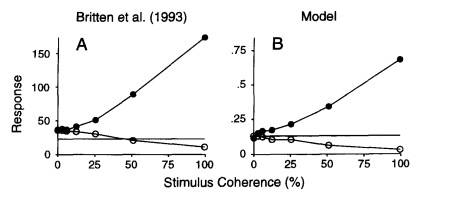 Britten et al. (1993)
Model
A
B
Response
150
100
50
0
.75
.5
.25
0
0 25 50 75 100
0 25 50 75 100
Stimulus Coherence (%)